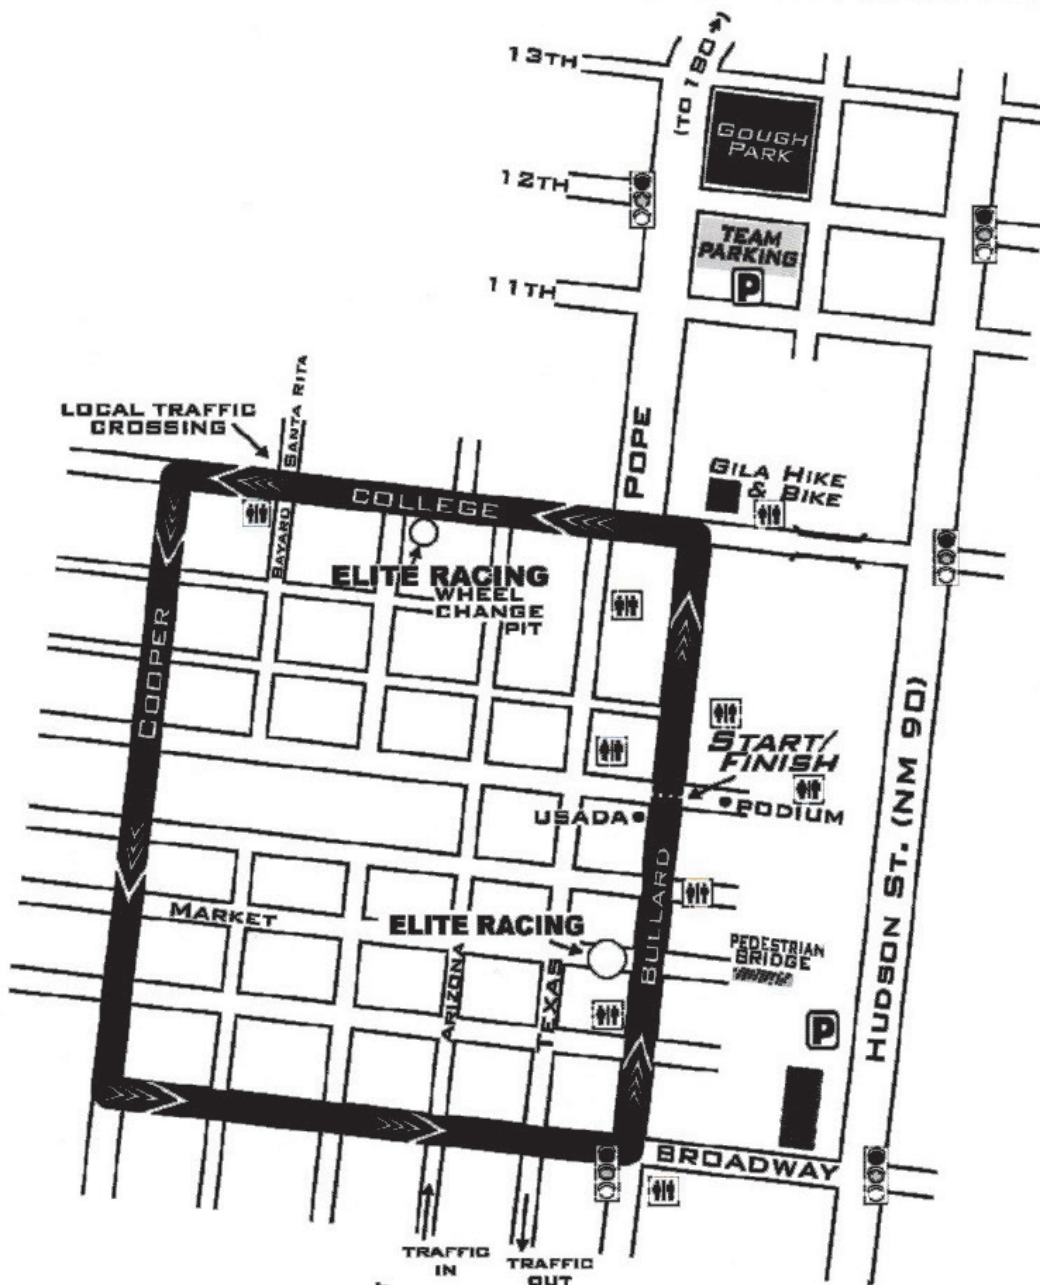 13TH
(TO 180
GOUGH
PARK
12TH
TEAM
PARKING
P
11TH
SANTA RITA
LOCAL TRAFFIC
CROSSING
POPE
GILA HIKE
& BIKE
COLLEGE
BAYARD
ELITE RACING
WHEEL
CHANGE
PIT
COOPER
START/
FINISH
PODIUM
USADA
HUDSON ST. (NM 90)
BULLARD
MARKET
ELITE RACING
PEDESTRIAN
BRIDGE
ARIZONA
TEXAS
P
BROADWAY
TRAFFIC
IN
TRAFFIC
OUT